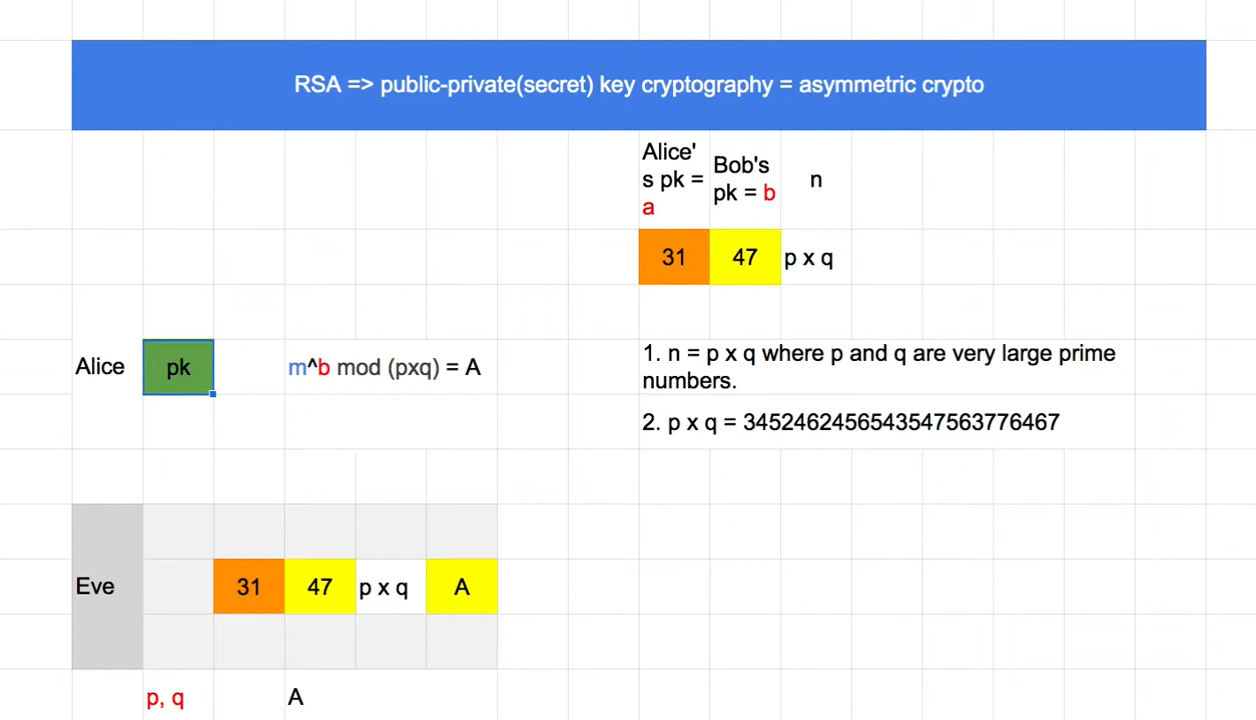 RSA => public-private(secret) key cryptography = asymmetric crypto
Alice'
s pk =
a
Bob's
pk = b
n
31
47
p x q
Alice
pk
m^b mod (pxq) = A
1. n = p x q where p and q are very large prime
numbers.
2. p x q = 3452462456543547563776467
Eve
31
47
p x q
A
p, q
A